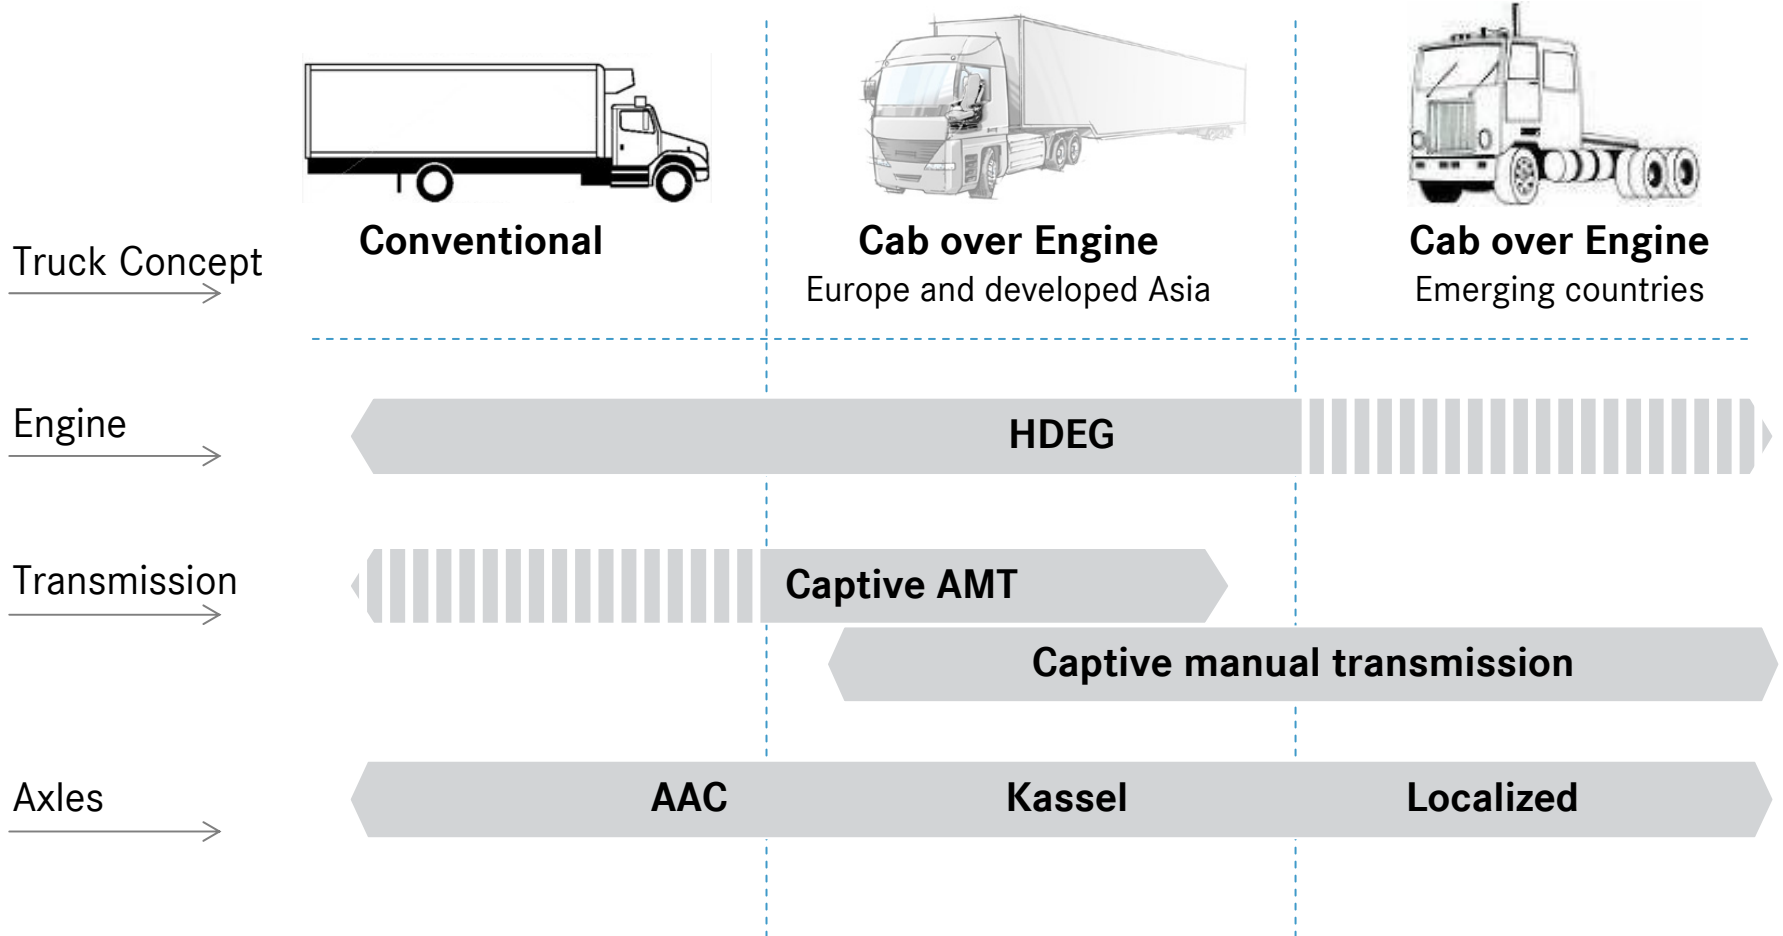 Truck Concept
Conventional
Cab over Engine
Europe and developed Asia
Cab over Engine
Emerging countries
Engine
HDEG
Transmission
Captive AMT
Captive manual transmission
Axles
AAC
Kassel
Localized